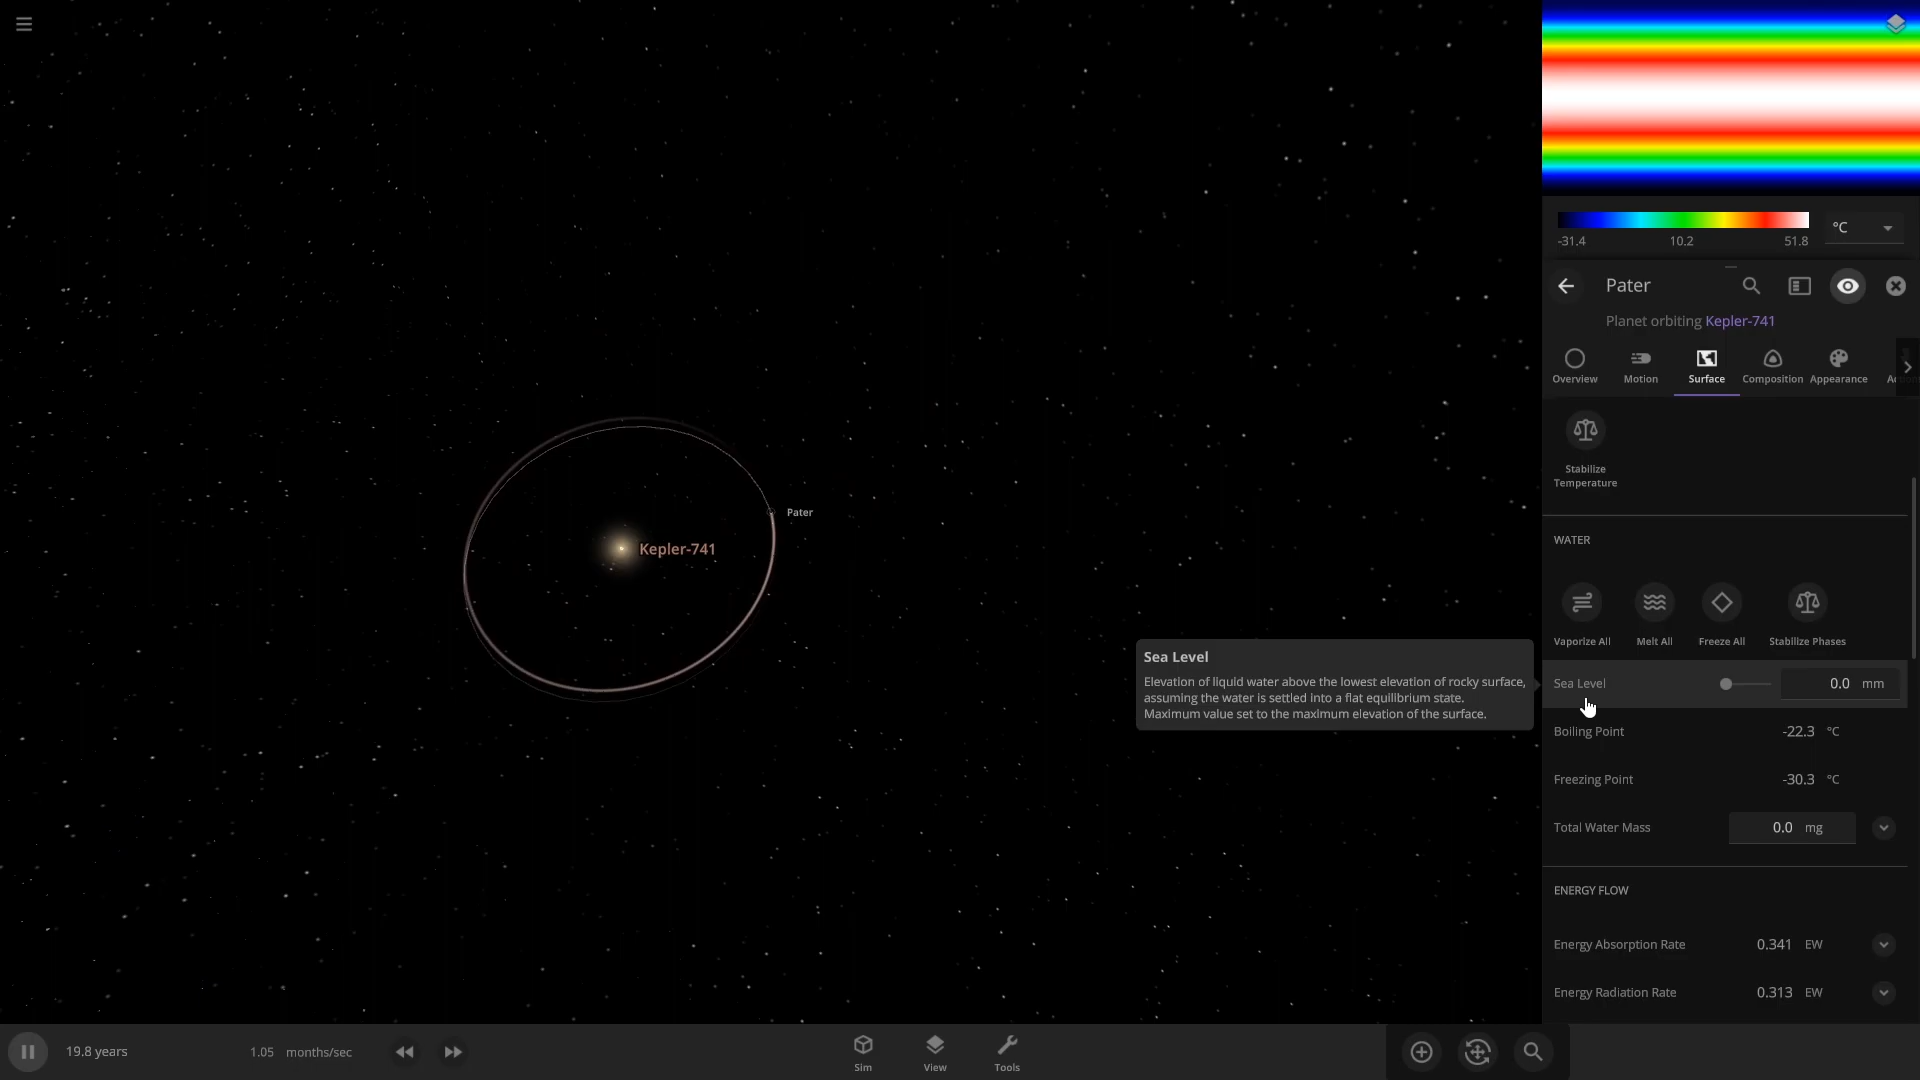 -31.4
10.2
51.8
°C
Pater
Planet orbiting Kepler-741
Overview
Motion
Surface
Composition
Appearance
Stabilize
Temperature
WATER
Vaporize All
Melt All
Freeze All
Stabilize Phases
Sea Level
0.0 mm
Boiling Point
-22.3 °C
Freezing Point
-30.3 °C
Total Water Mass
0.0 mg
ENERGY FLOW
Energy Absorption Rate
0.341 EW
Energy Radiation Rate
0.313 EW
Pater
Kepler-741
Sea Level
Elevation of liquid water above the lowest elevation of rocky surface,
assuming the water is settled into a flat equilibrium state.
Maximum value set to the maximum elevation of the surface.
19.8 years
1.05 months/sec
Sim
View
Tools